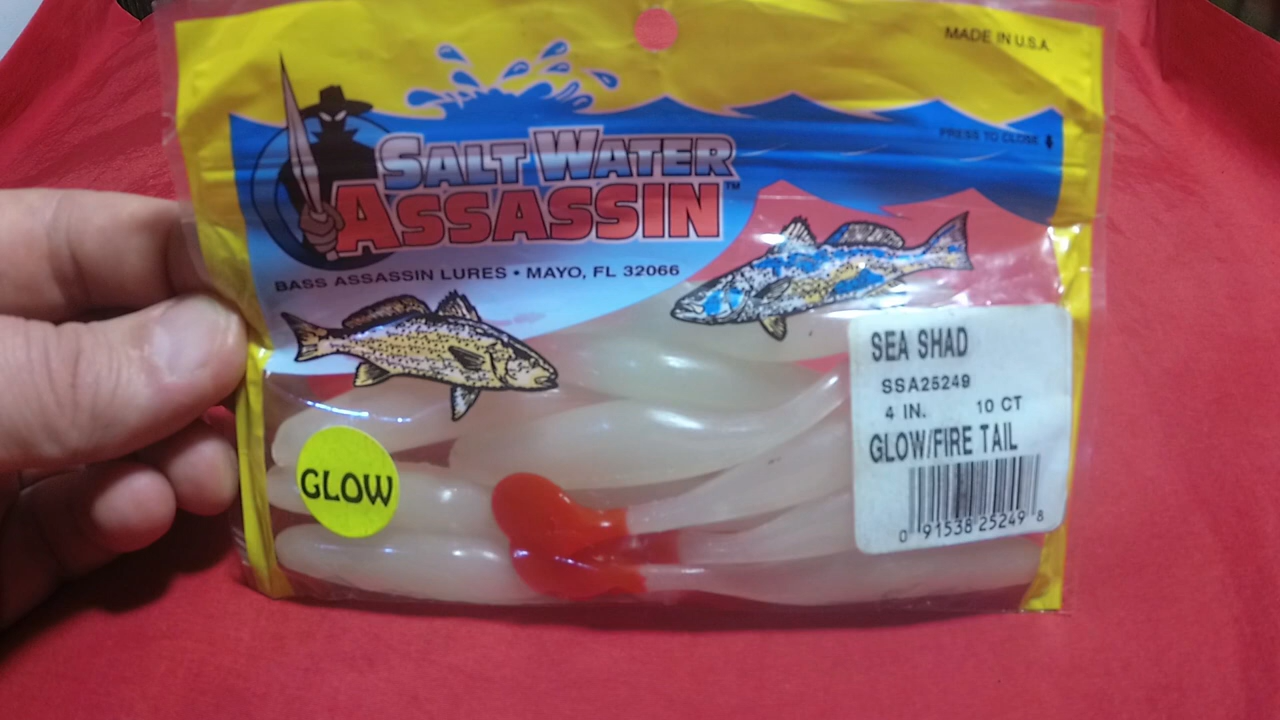 MADE IN U.S.A.
PRESS TO CLOSE
SALT WATER
ASSASSIN™
BASS ASSASSIN LURES • MAYO, FL 32066
SEA SHAD
SSA25249
4 IN. 10 CT
GLOW/FIRE TAIL
GLOW
0 91538 25249 8